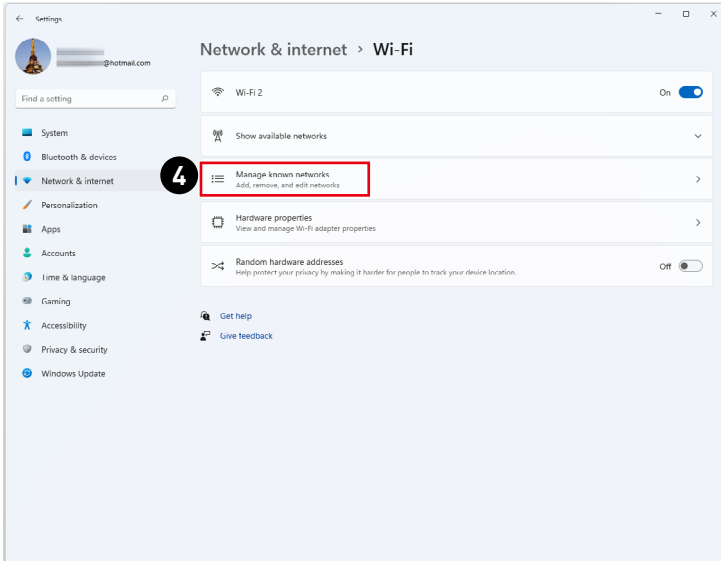 Settings
@hotmail.com
Find a setting
System
Bluetooth & devices
Network & internet
Personalization
Apps
Accounts
Time & language
Gaming
Accessibility
Privacy & security
Windows Update
Network & internet > Wi-Fi
Wi-Fi 2
On
Show available networks
4
Manage known networks
Add, remove, and edit networks
Hardware properties
View and manage Wi-Fi adapter properties
Random hardware addresses
Help protect your privacy by making it harder for people to track your device location.
Off
Get help
Give feedback